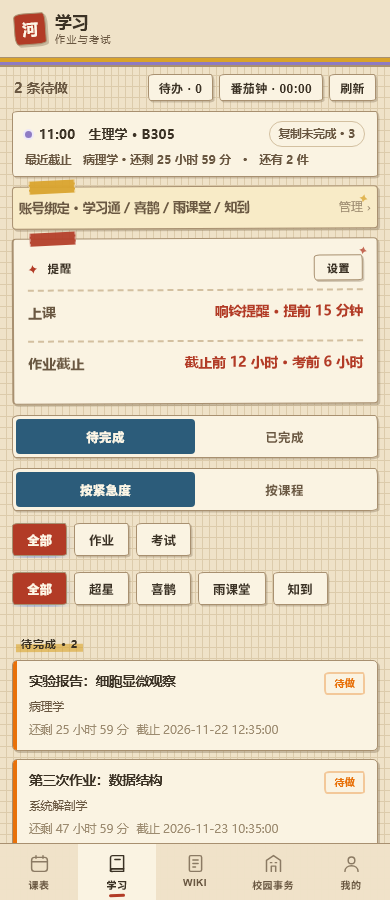 河
学习
作业与考试
2 条待做
待办 · 0
番茄钟 · 00:00
刷新
11:00 生理学 · B305
复制未完成 · 3
最近截止 病理学 · 还剩 25 小时 59 分 · 还有 2 件
账号绑定 · 学习通 / 喜鹊 / 雨课堂 / 知到
管理 ›
提醒
设置
上课
响铃提醒 · 提前 15 分钟
作业截止
截止前 12 小时 · 考前 6 小时
待完成
已完成
按紧急度
按课程
全部
作业
考试
全部
超星
喜鹊
雨课堂
知到
待完成 · 2
实验报告：细胞显微观察
待做
病理学
还剩 25 小时 59 分 截止 2026-11-22 12:35:00
第三次作业：数据结构
待做
系统解剖学
还剩 47 小时 59 分 截止 2026-11-23 10:35:00
课表
学习
WIKI
校园事务
我的